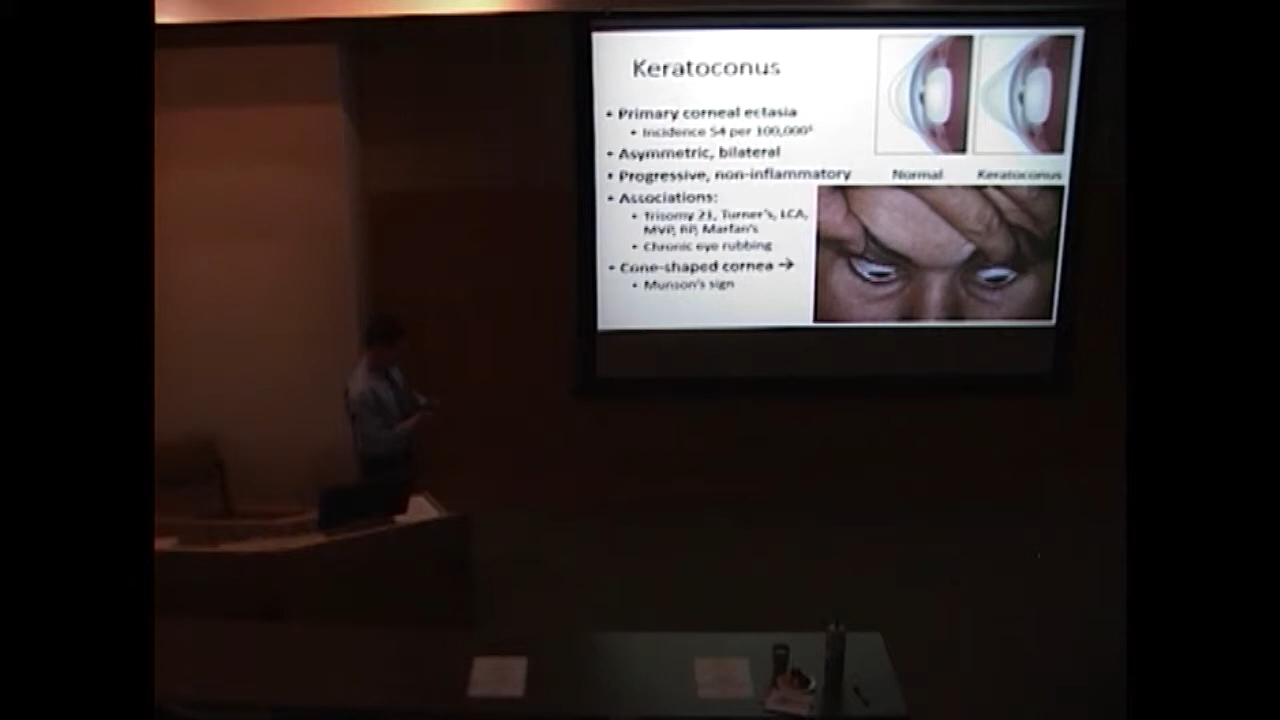 Keratoconus
• Primary corneal ectasia
• Incidence 54 per 100,000
• Asymmetric, bilateral
• Progressive, non-inflammatory
• Associations:
• Trisomy 21, Turner's, LCA,
MVP, RP, Marfan's
• Chronic eye rubbing
• Cone-shaped cornea →
• Munson's sign
Normal
Keratoconus